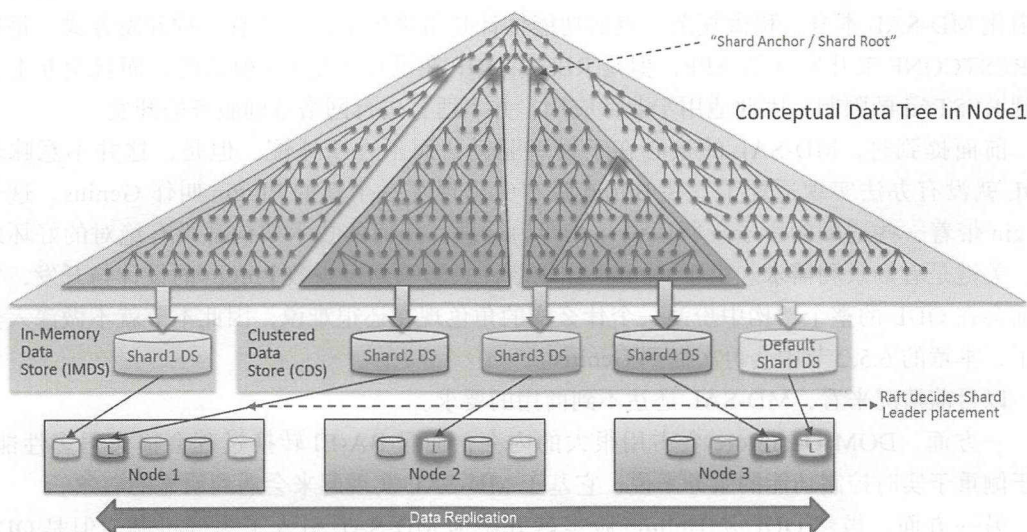 "Shard Anchor / Shard Root"
Conceptual Data Tree in Node1
In-Memory
Data
Store (IMDS)
Shard1 DS
Clustered
Data
Store (CDS)
Shard2 DS
Shard3 DS
Shard4 DS
Default
Shard DS
Raft decides Shard
Leader placement
L
L
L
L
Node 1
Node 2
Node 3
Data Replication